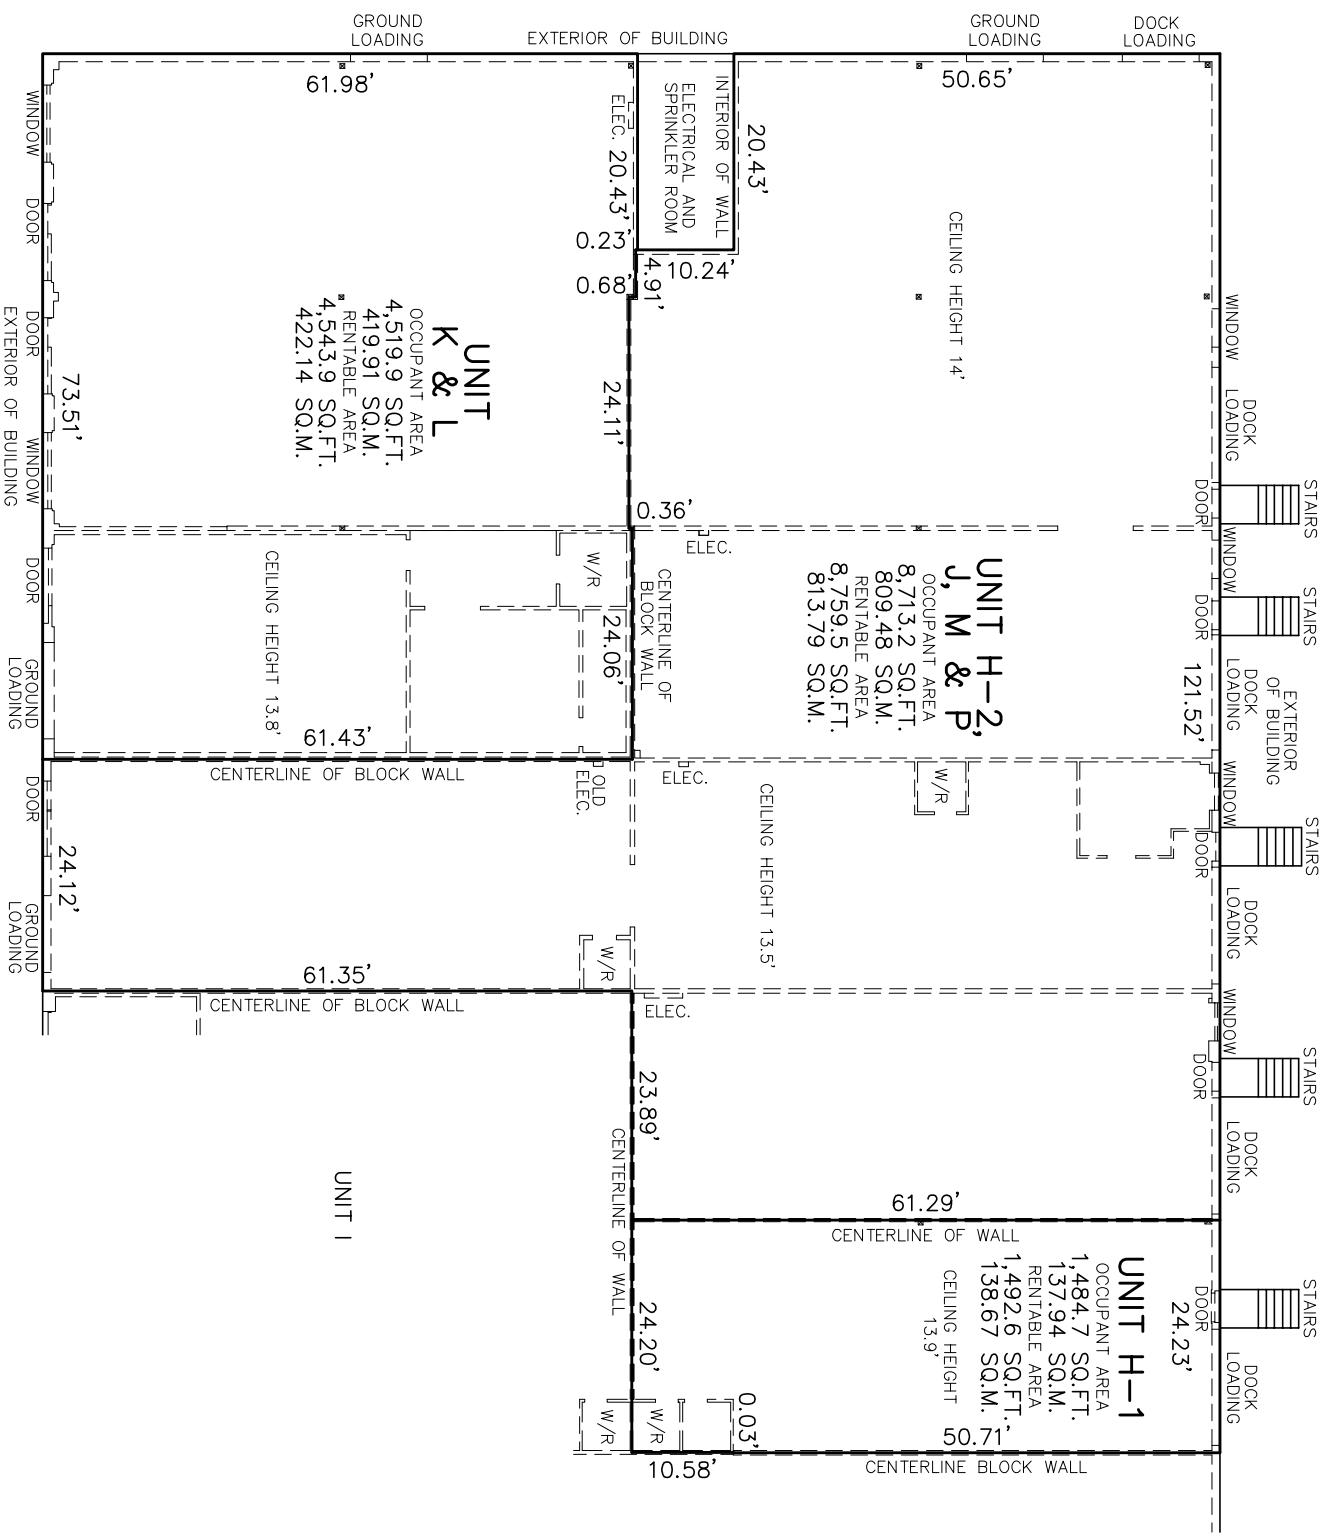 GROUND
LOADING
EXTERIOR OF BUILDING
GROUND
LOADING
DOCK
LOADING
61.98'
50.65'
INTERIOR OF WALL
ELECTRICAL AND
SPRINKLER ROOM
20.43'
ELEC.
20.43'
0.23'
10.24'
4.91'
0.68'
CEILING HEIGHT 14'
WINDOW
DOOR
DOOR
WINDOW
EXTERIOR OF BUILDING
73.51'
UNIT
K & L
OCCUPANT AREA
4,519.9 SQ.FT.
419.91 SQ.M.
RENTABLE AREA
4,543.9 SQ.FT.
422.14 SQ.M.
24.11'
0.36'
WINDOW
DOCK
LOADING
DOOR
STAIRS
ELEC.
W/R
CENTERLINE OF
BLOCK WALL
24.06'
CEILING HEIGHT 13.8'
DOOR
GROUND
LOADING
61.43'
CENTERLINE OF BLOCK WALL
UNIT H-2,
J, M & P
OCCUPANT AREA
8,713.2 SQ.FT.
809.48 SQ.M.
RENTABLE AREA
8,759.5 SQ.FT.
813.79 SQ.M.
WINDOW
DOOR
STAIRS
121.52'
DOCK
LOADING
EXTERIOR
OF BUILDING
OLD
ELEC.
ELEC.
W/R
CEILING HEIGHT 13.5'
WINDOW
DOOR
STAIRS
DOCK
LOADING
DOOR
24.12'
GROUND
LOADING
W/R
61.35'
CENTERLINE OF BLOCK WALL
ELEC.
WINDOW
DOOR
STAIRS
DOCK
LOADING
23.89'
CENTERLINE OF WALL
UNIT I
61.29'
CENTERLINE OF WALL
UNIT H-1
OCCUPANT AREA
1,484.7 SQ.FT.
137.94 SQ.M.
RENTABLE AREA
1,492.6 SQ.FT.
138.67 SQ.M.
CEILING HEIGHT
13.9'
24.23'
DOOR
STAIRS
DOCK
LOADING
24.20'
W/R
W/R
0.03'
50.71'
10.58'
CENTERLINE BLOCK WALL